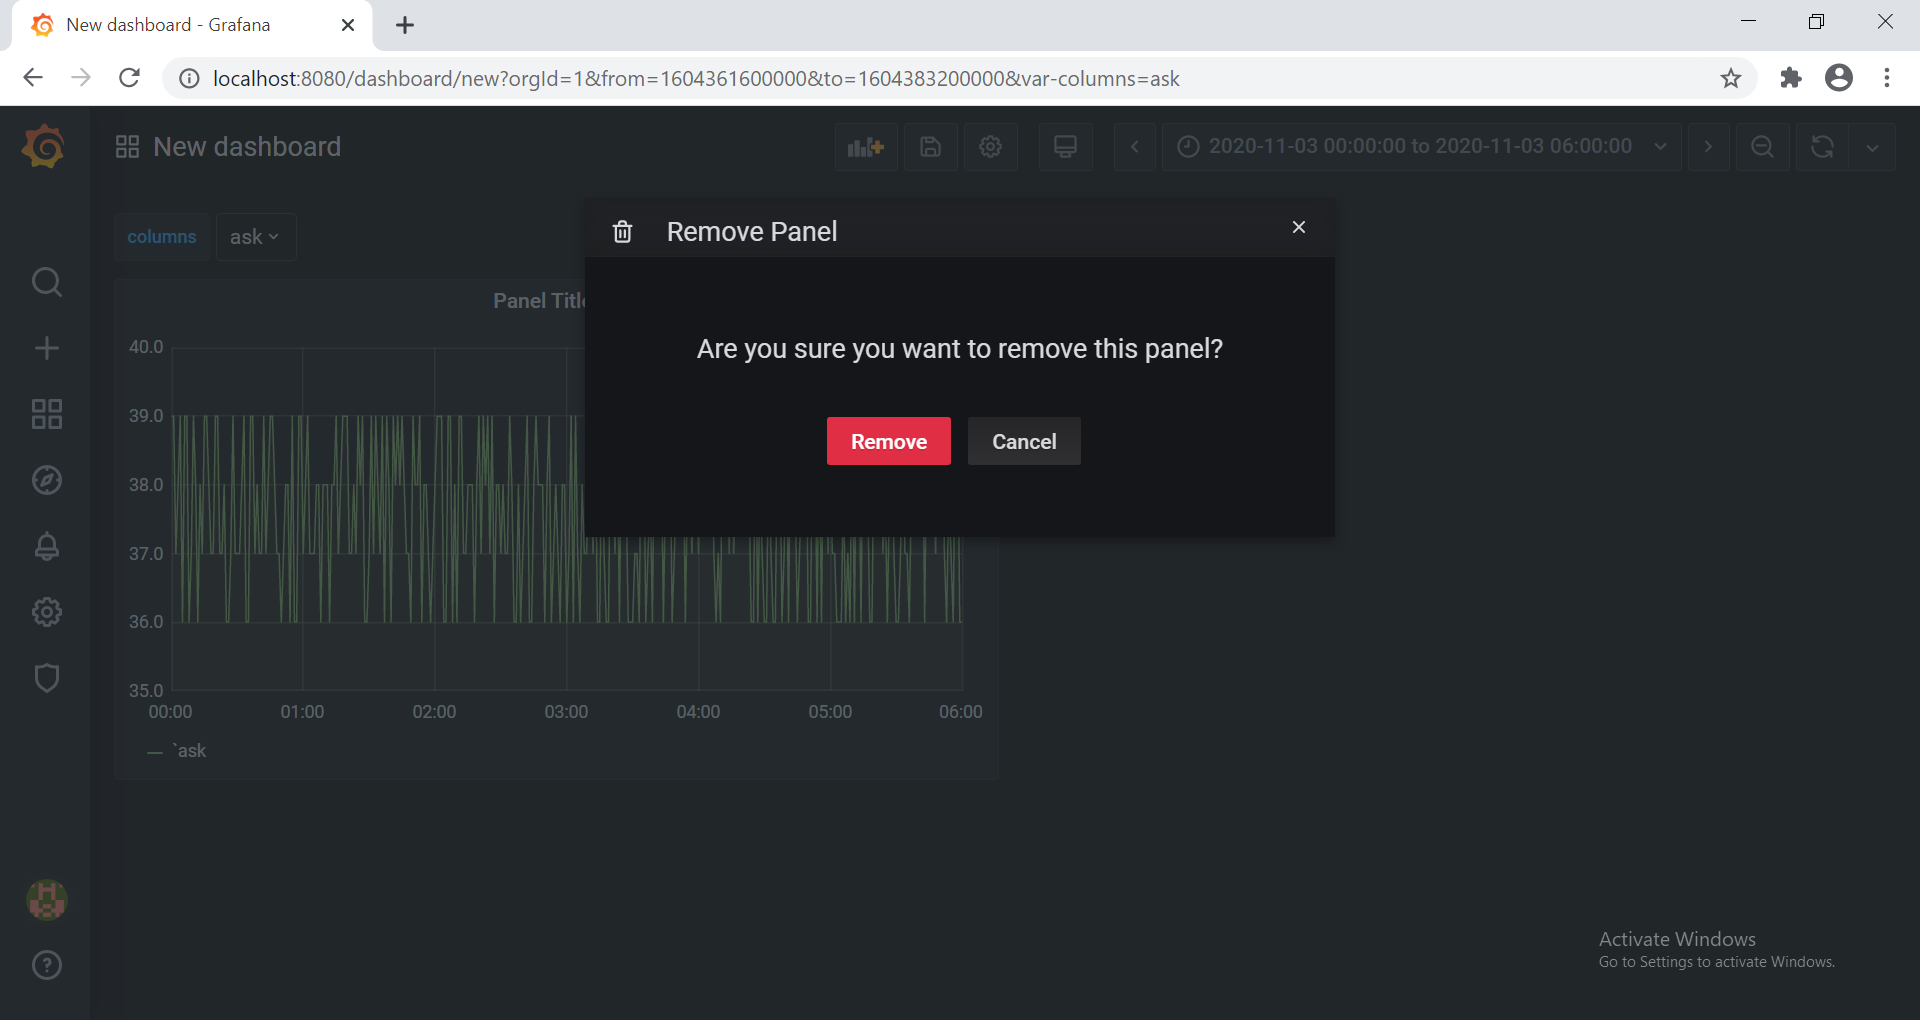 New dashboard - Grafana
localhost:8080/dashboard/new?orgId=1&from=1604361600000&to=1604383200000&var-columns=ask
New dashboard
2020-11-03 00:00:00 to 2020-11-03 06:00:00
columns
ask
Remove Panel
Panel Title
Are you sure you want to remove this panel?
Remove
Cancel
40.0
39.0
38.0
37.0
36.0
35.0
00:00
01:00
02:00
03:00
04:00
05:00
06:00
`ask
Activate Windows
Go to Settings to activate Windows.